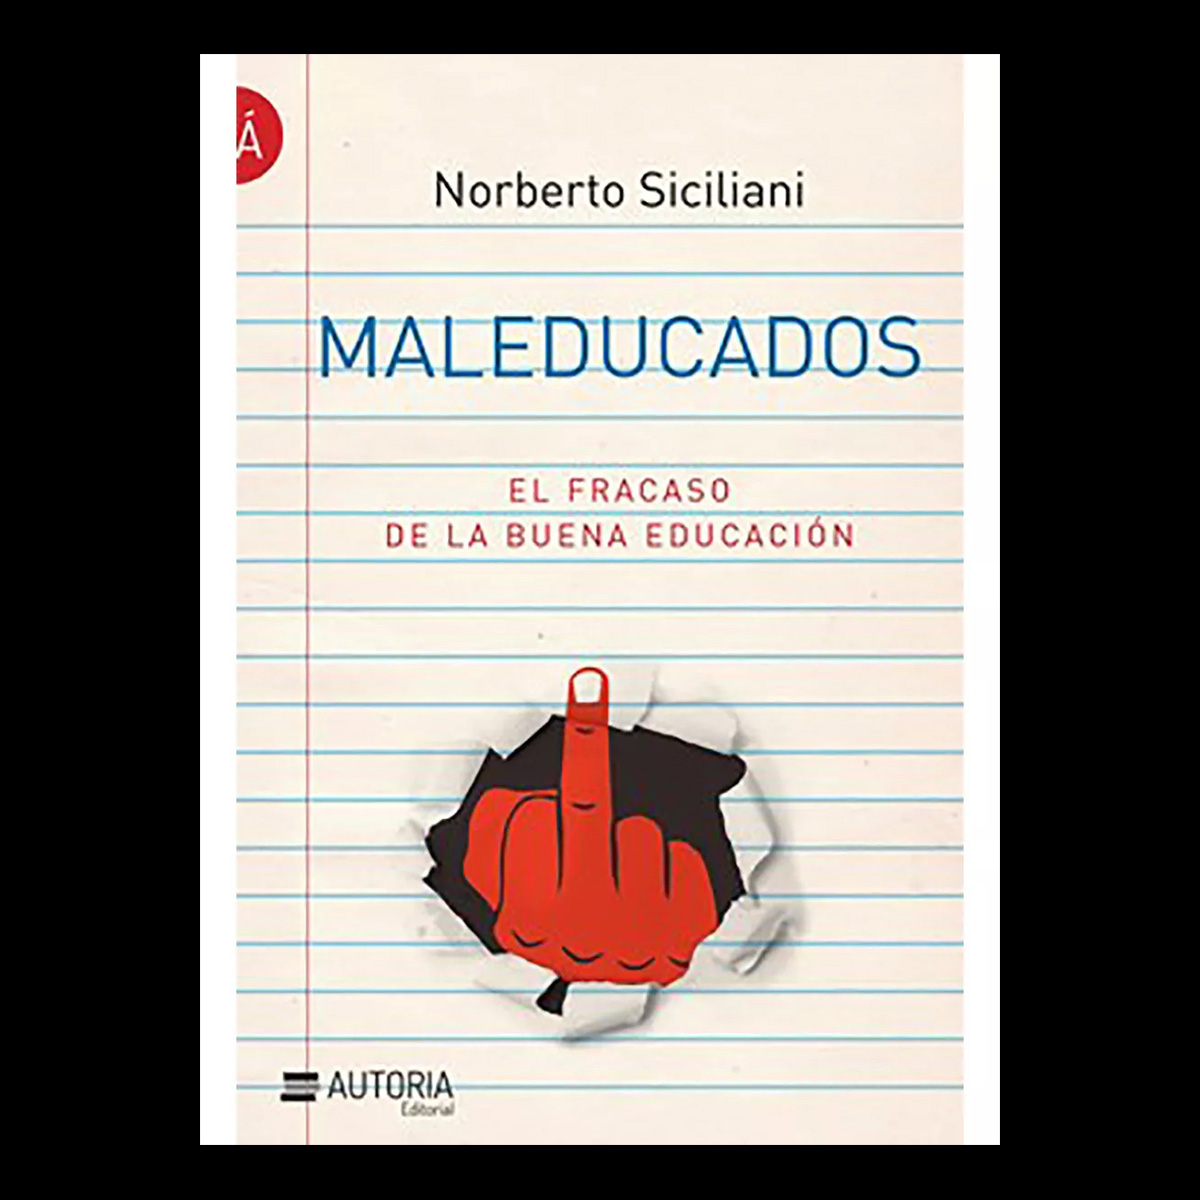 Á
Norberto Siciliani
MALEDUCADOS
EL FRACASO
DE LA BUENA EDUCACIÓN
AUTORIA
Editorial